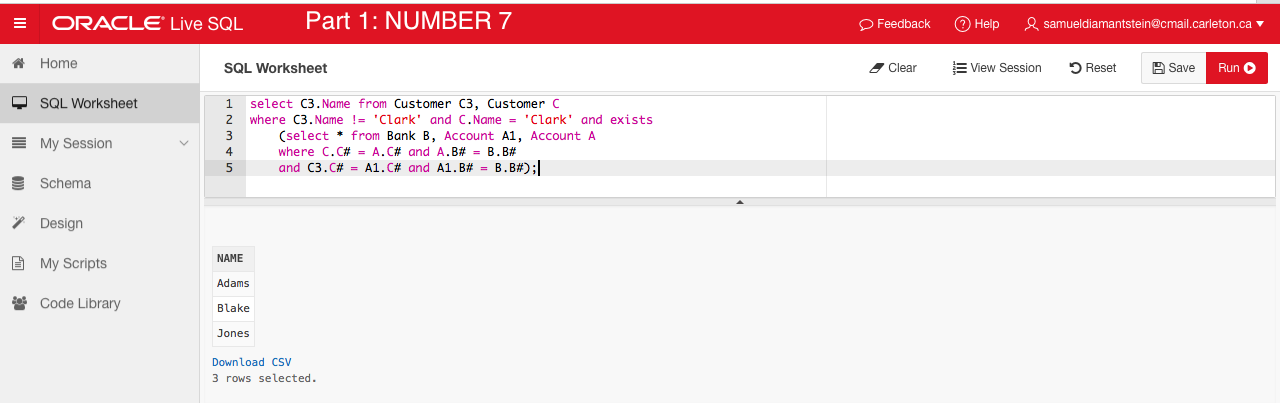 ORACLE® Live SQL
Part 1: NUMBER 7
Feedback
Help
samueldiamantstein@cmail.carleton.ca
Home
SQL Worksheet
My Session
Schema
Design
My Scripts
Code Library
SQL Worksheet
Clear
View Session
Reset
Save
Run
1 select C3.Name from Customer C3, Customer C
2 where C3.Name != 'Clark' and C.Name = 'Clark' and exists
3     (select * from Bank B, Account A1, Account A
4     where C.C# = A.C# and A.B# = B.B#
5     and C3.C# = A1.C# and A1.B# = B.B#);
NAME
Adams
Blake
Jones
Download CSV
3 rows selected.